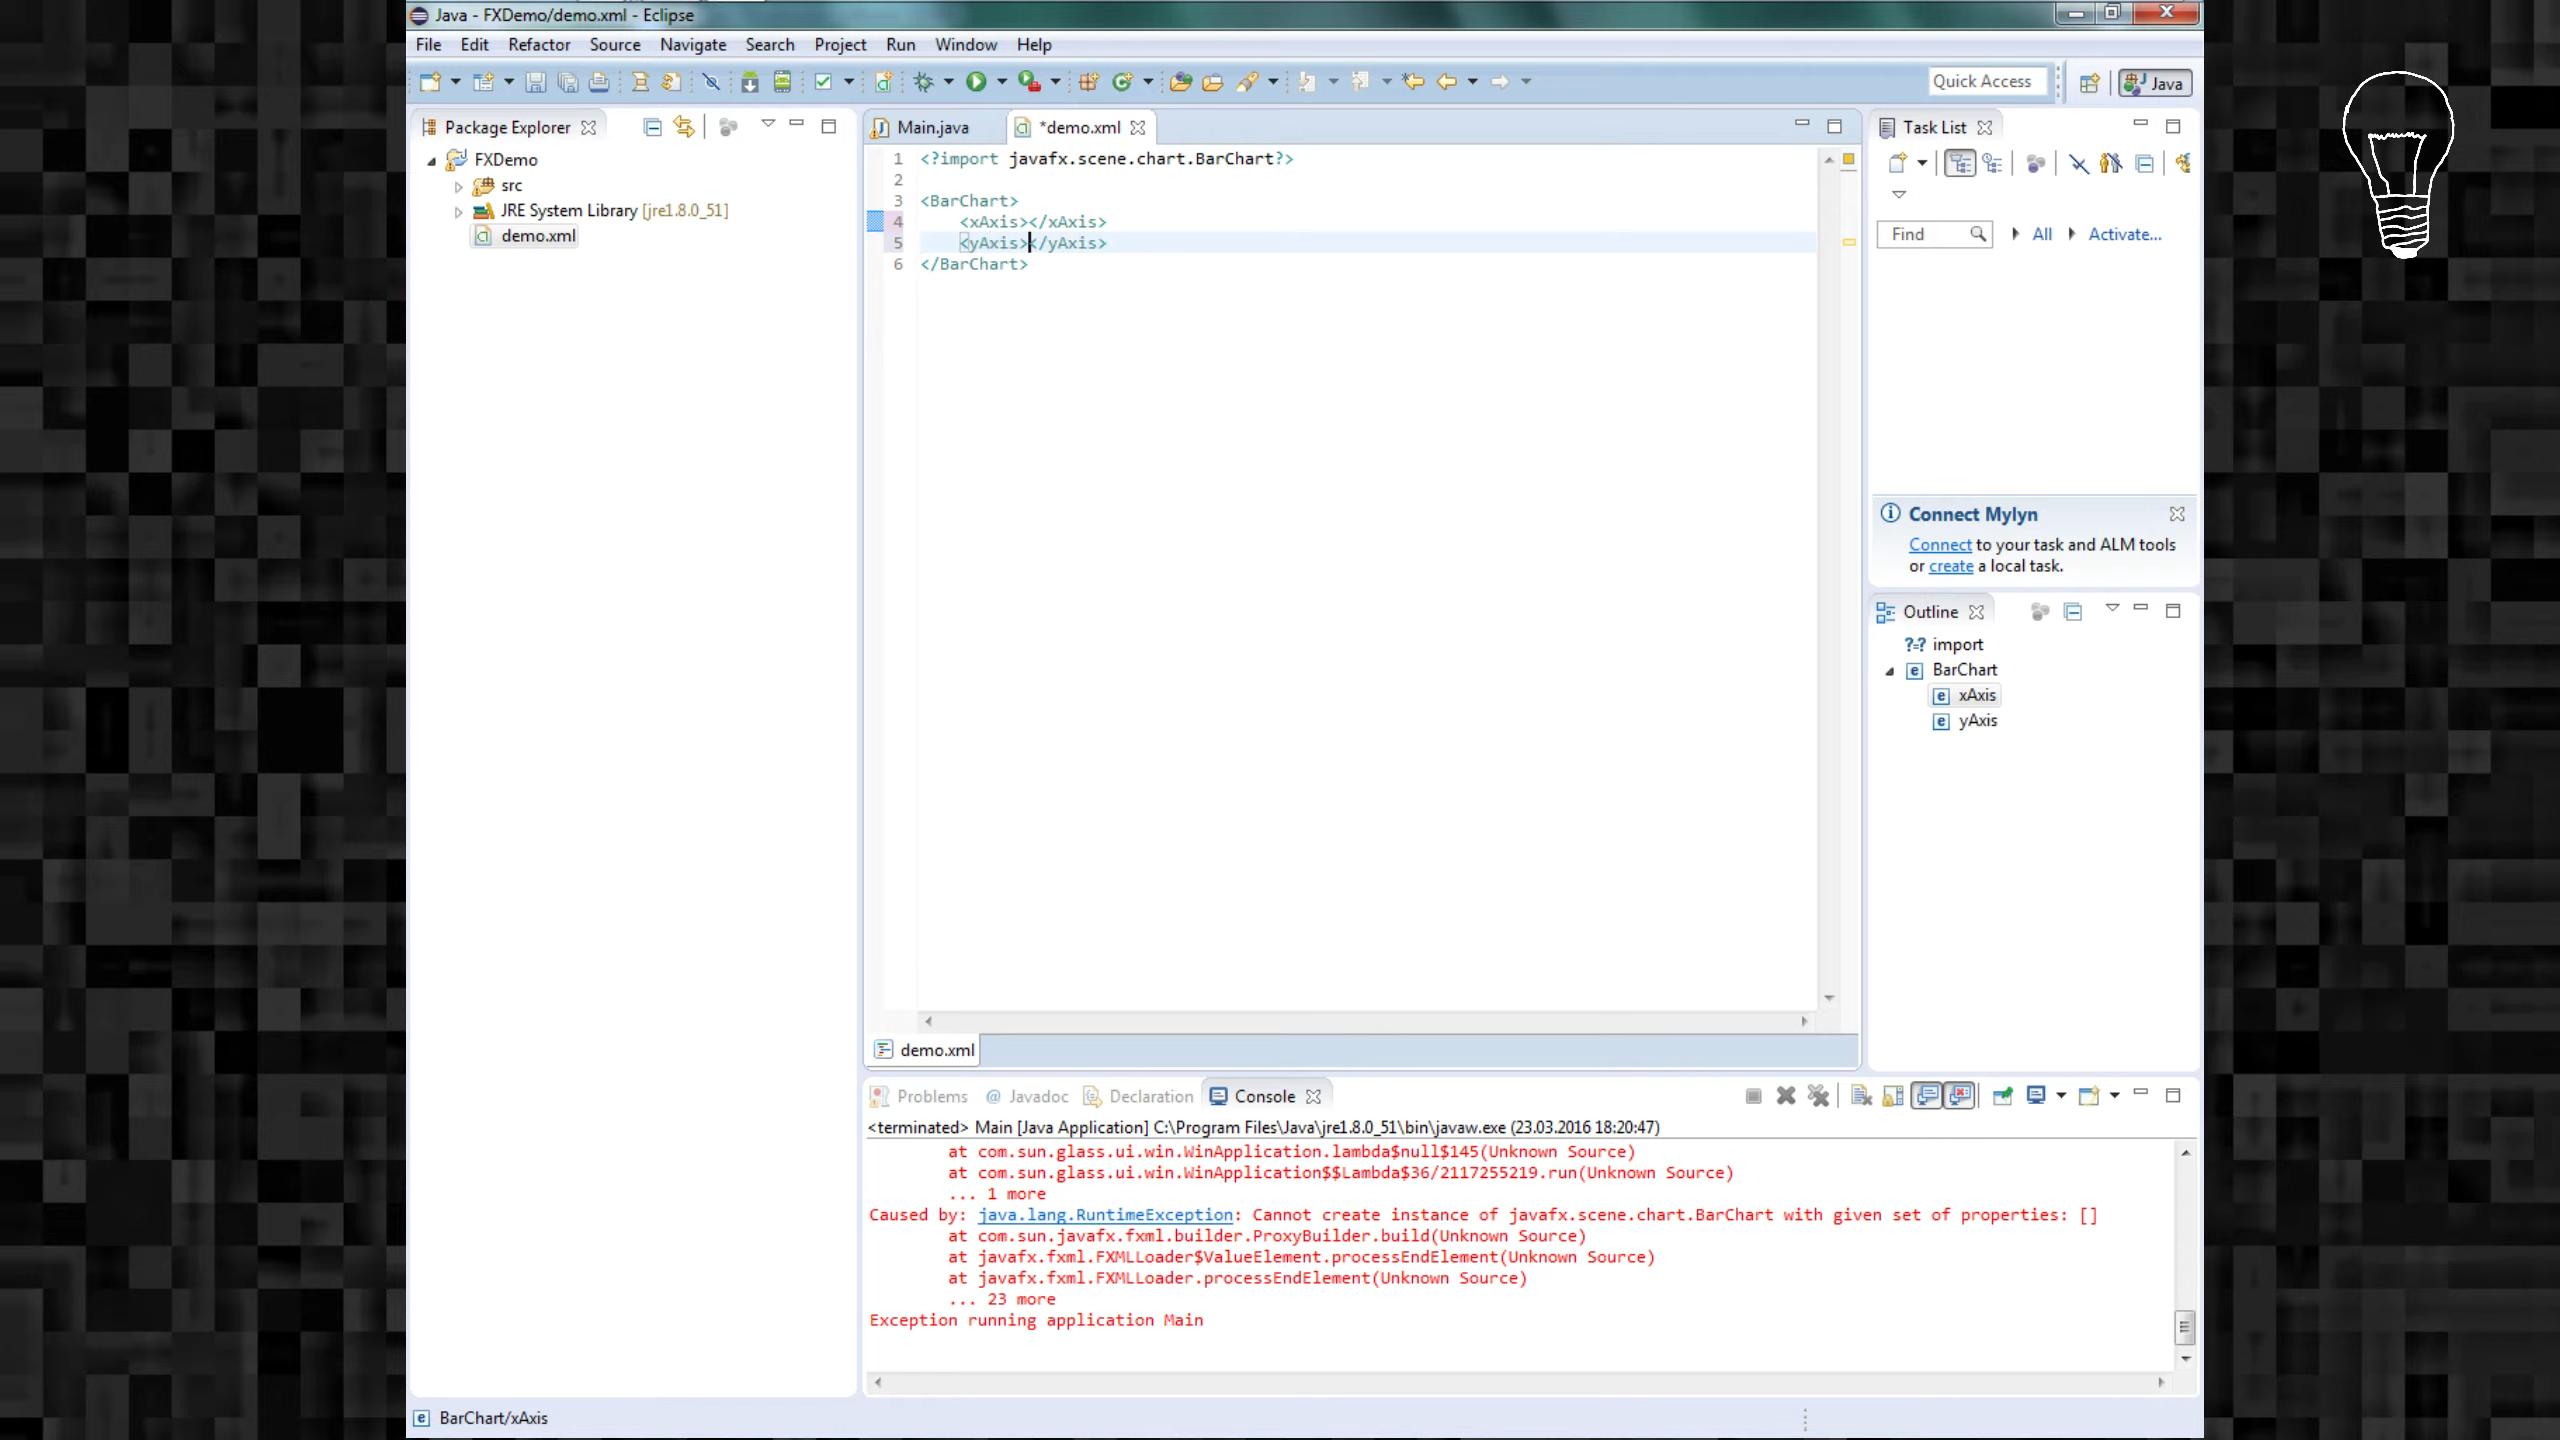 Java - FXDemo/demo.xml - Eclipse
File Edit Refactor Source Navigate Search Project Run Window Help
Quick Access
Java
Package Explorer
FXDemo
src
JRE System Library [jre1.8.0_51]
demo.xml
Main.java
*demo.xml
1 <?import javafx.scene.chart.BarChart?>
2
3 <BarChart>
4 <xAxis></xAxis>
5 <yAxis></yAxis>
6 </BarChart>
demo.xml
Task List
Find
All
Activate...
Connect Mylyn
Connect to your task and ALM tools
or create a local task.
Outline
?-? import
e BarChart
e xAxis
e yAxis
Problems
@ Javadoc
Declaration
Console
<terminated> Main [Java Application] C:\Program Files\Java\jre1.8.0_51\bin\javaw.exe (23.03.2016 18:20:47)
at com.sun.glass.ui.win.WinApplication.lambda$null$145(Unknown Source)
at com.sun.glass.ui.win.WinApplication$$Lambda$36/2117255219.run(Unknown Source)
... 1 more
Caused by: java.lang.RuntimeException: Cannot create instance of javafx.scene.chart.BarChart with given set of properties: []
at com.sun.javafx.fxml.builder.ProxyBuilder.build(Unknown Source)
at javafx.fxml.FXMLLoader$ValueElement.processEndElement(Unknown Source)
at javafx.fxml.FXMLLoader.processEndElement(Unknown Source)
... 23 more
Exception running application Main
e BarChart/xAxis